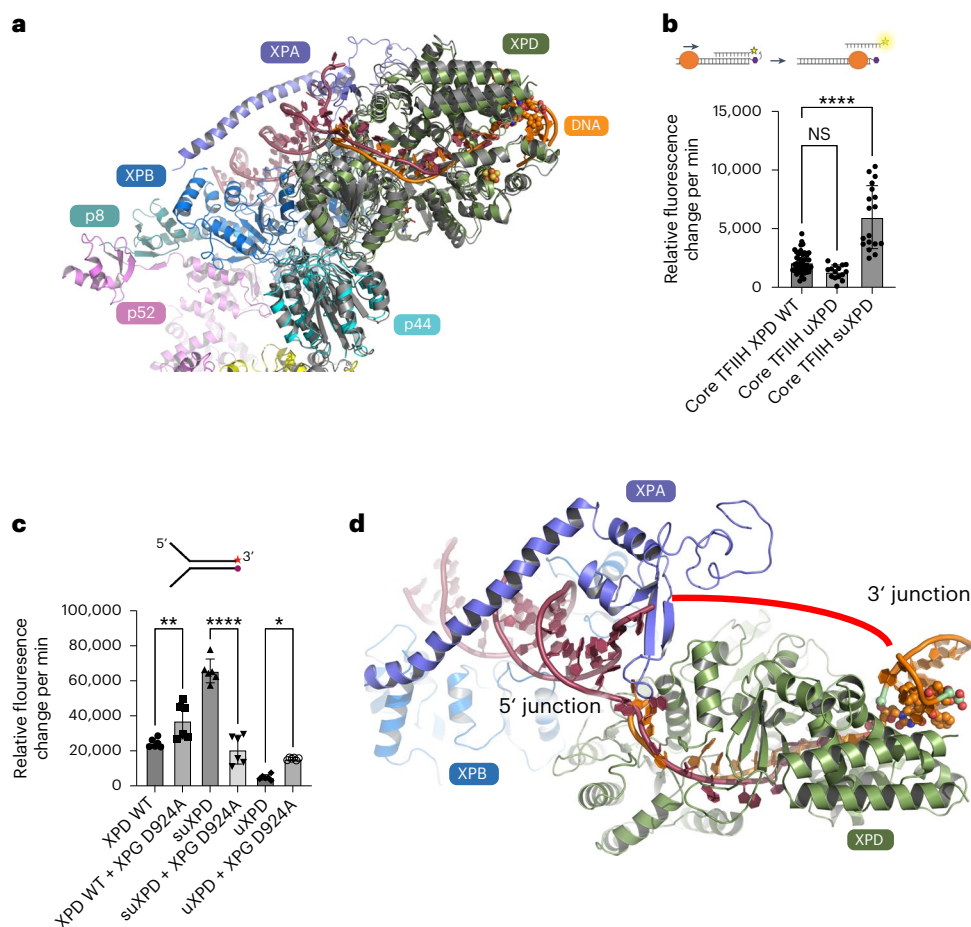 a
XPA
XPD
DNA
XPB
p8
p52
p44
b
****
NS
Relative fluorescence
change per min
15,000
10,000
5,000
0
Core TFIIH XPD WT
Core TFIIH uXPD
Core TFIIH suXPD
c
5′
3′
Relative flouresence
change per min
100,000
80,000
60,000
40,000
20,000
0
**
****
*
XPD WT
XPD WT + XPG D924A
suXPD
suXPD + XPG D924A
uXPD
uXPD + XPG D924A
d
XPA
3′ junction
5′ junction
XPB
XPD